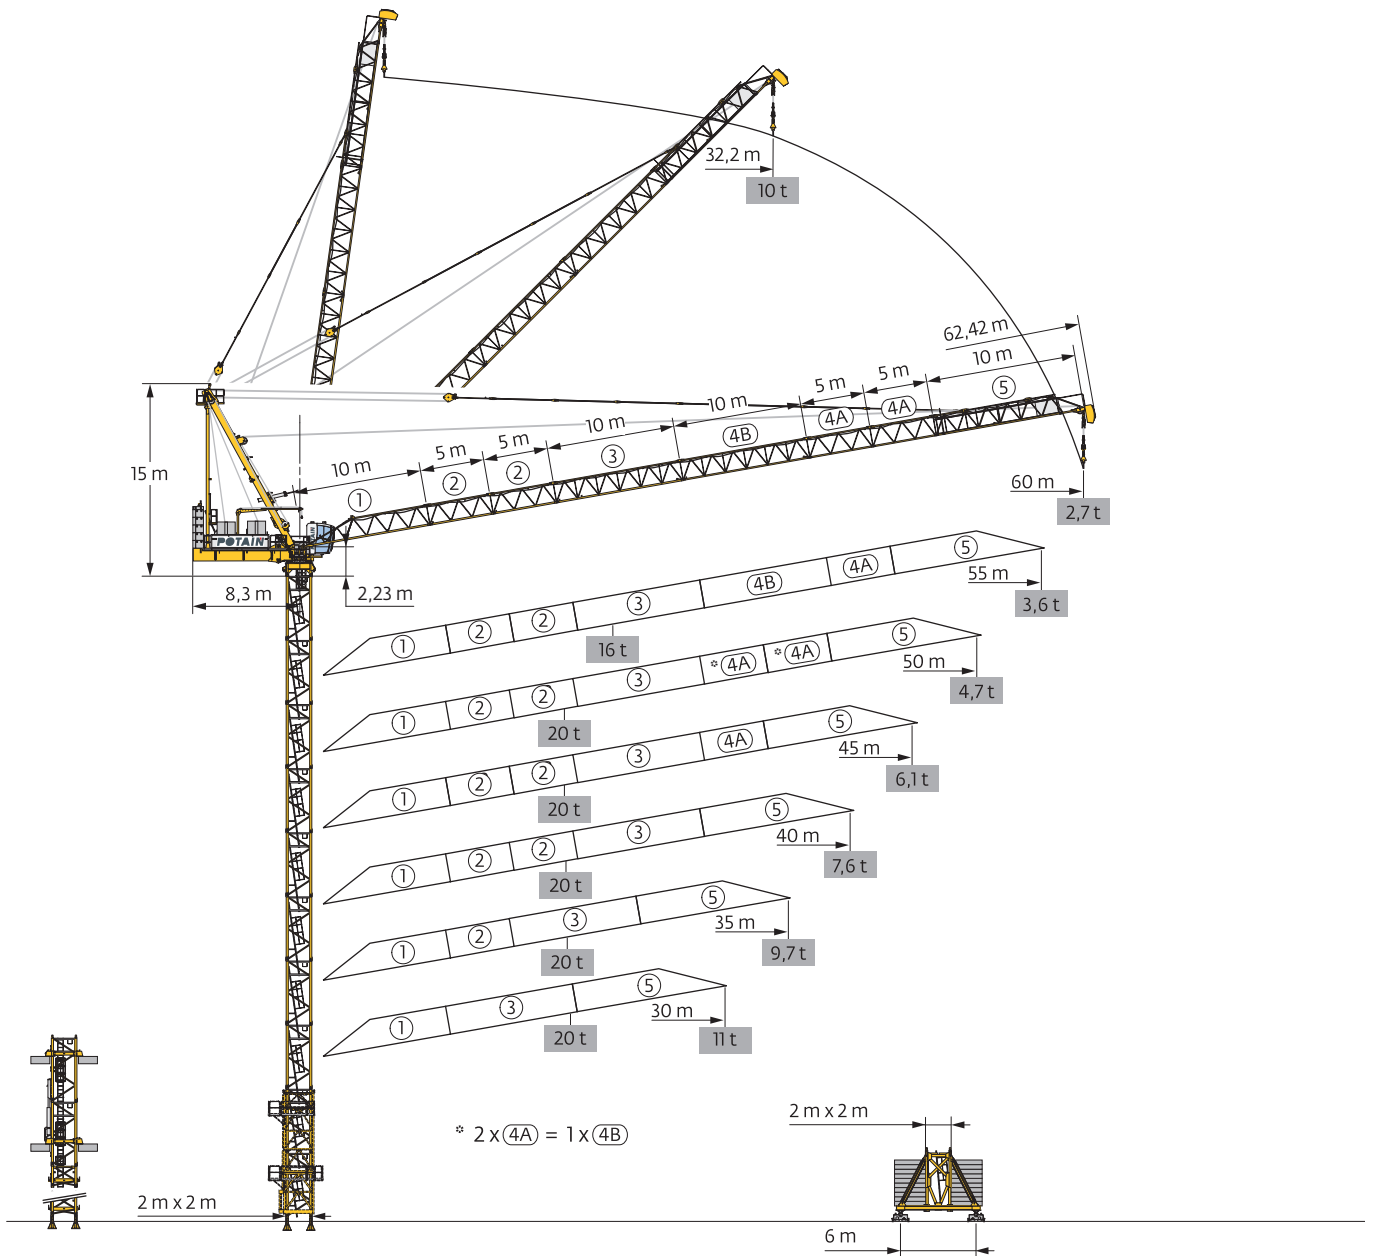 32,2 m
10 t
62,42 m
10 m
5 m
5 m
⑤
10 m
4A
4A
10 m
4B
5 m
③
5 m
②
10 m
②
①
15 m
60 m
2,7 t
POTAIN
8,3 m
2,23 m
① ② ② ③ 4B 4A ⑤
55 m
3,6 t
16 t
① ② ② ③ *4A *4A ⑤
50 m
4,7 t
20 t
① ② ② ③ 4A ⑤
45 m
6,1 t
20 t
① ② ② ③ ⑤
40 m
7,6 t
20 t
① ② ③ ⑤
35 m
9,7 t
20 t
① ③ ⑤
30 m
11 t
20 t
* 2 x 4A = 1 x 4B
2 m x 2 m
2 m x 2 m
6 m